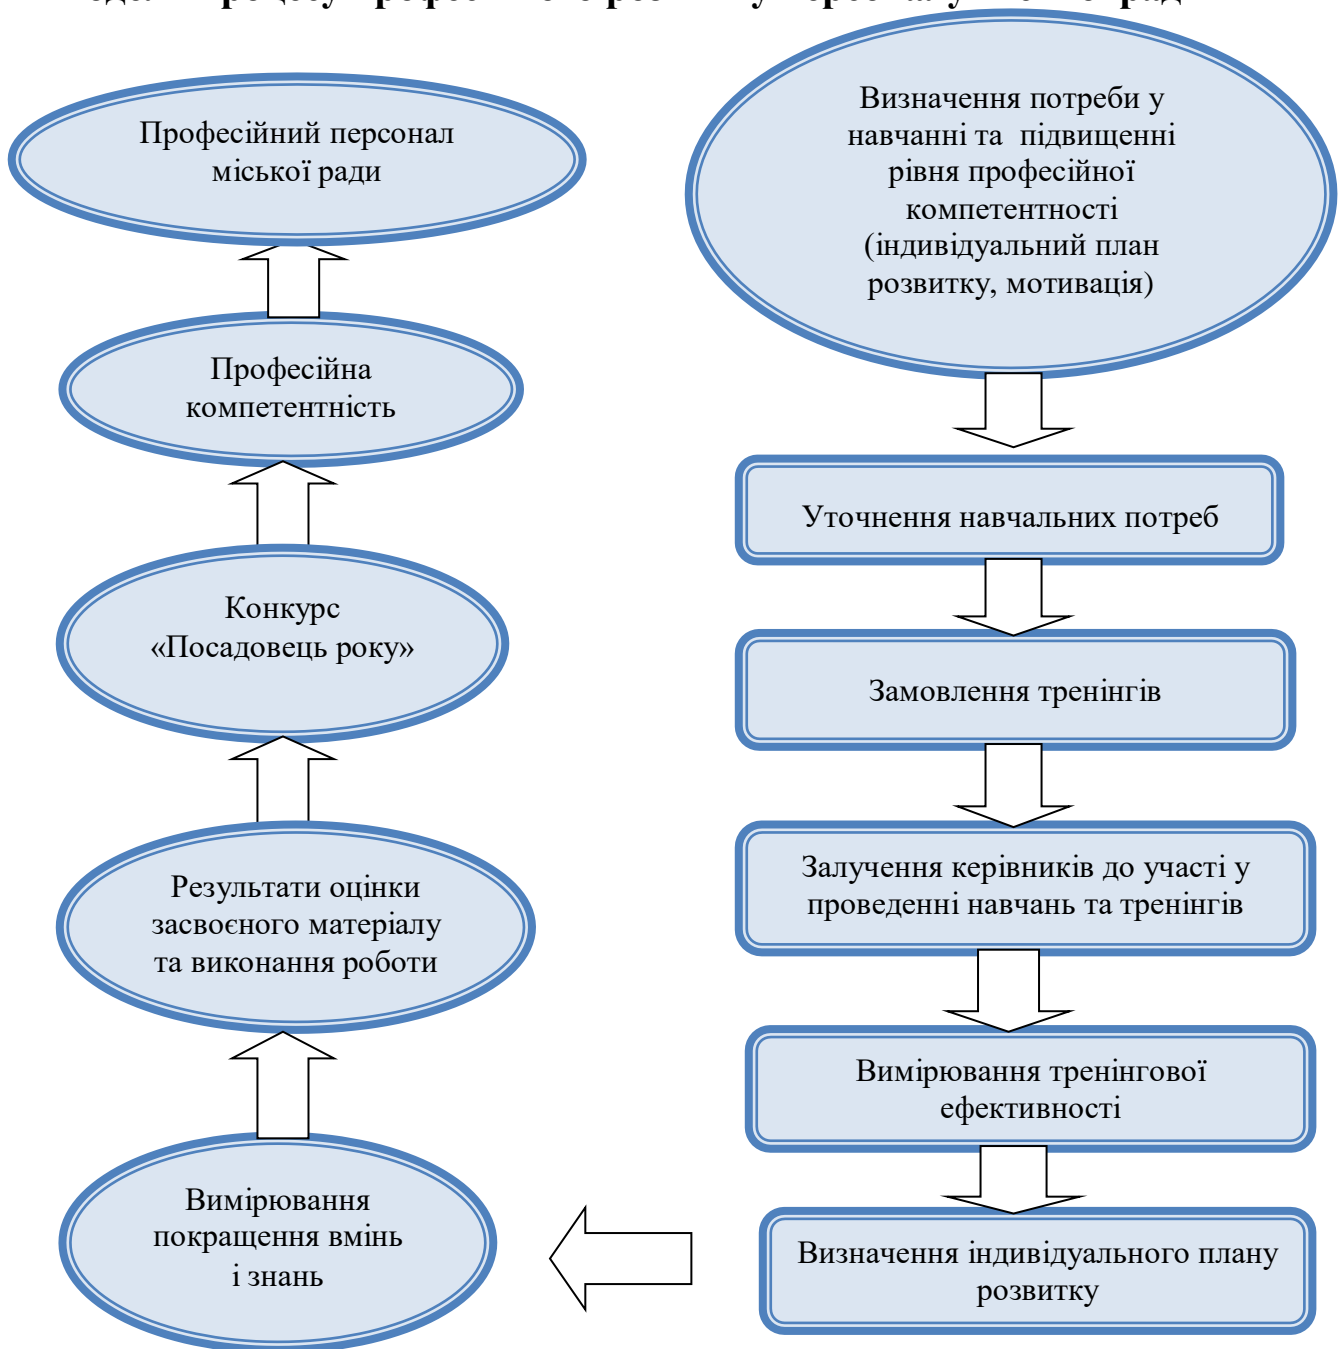 Визначення потреби у
навчанні та підвищенні
рівня професійної
компетентності
(індивідуальний план
розвитку, мотивація)
Уточнення навчальних потреб
Замовлення тренінгів
Залучення керівників до участі у
проведенні навчань та тренінгів
Вимірювання тренінгової
ефективності
Визначення індивідуального плану
розвитку
Вимірювання
покращення вмінь
і знань
Результати оцінки
засвоєного матеріалу
та виконання роботи
Конкурс
«Посадовець року»
Професійна
компетентність
Професійний персонал
міської ради